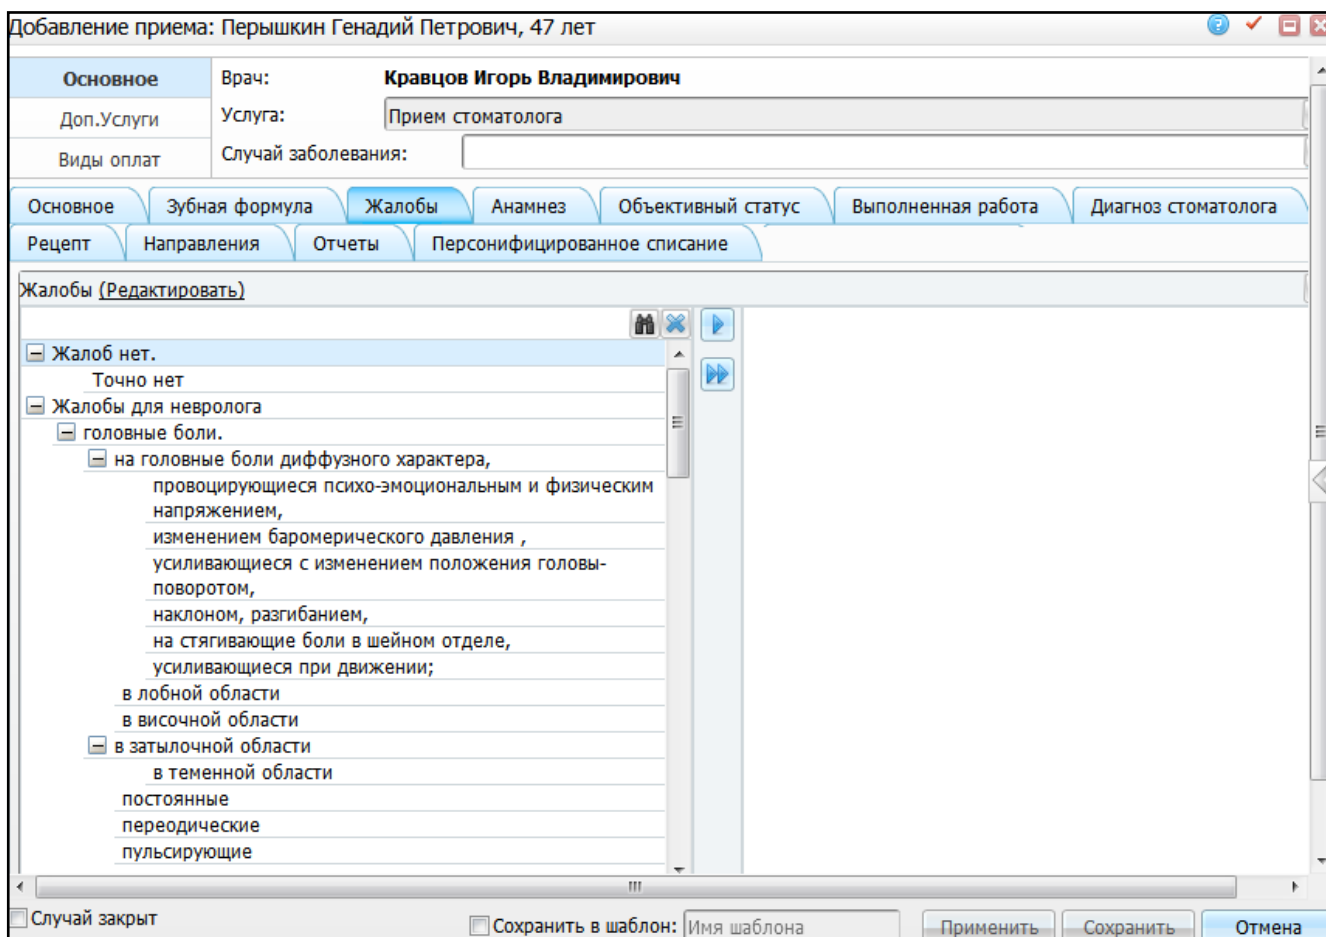 Добавление приема: Перышкин Генадий Петрович, 47 лет
Основное
Врач: Кравцов Игорь Владимирович
Доп.Услуги
Услуга: Прием стоматолога
Виды оплат
Случай заболевания:
Основное Зубная формула Жалобы Анамнез Объективный статус Выполненная работа Диагноз стоматолога
Рецепт Направления Отчеты Персонифицированное списание
Жалобы (Редактировать)
Жалоб нет.
Точно нет
Жалобы для невролога
головные боли.
на головные боли диффузного характера,
провоцирующиеся психо-эмоциональным и физическим
напряжением,
изменением баромерического давления ,
усиливающиеся с изменением положения головы-
поворотом,
наклоном, разгибанием,
на стягивающие боли в шейном отделе,
усиливающиеся при движении;
в лобной области
в височной области
в затылочной области
в теменной области
постоянные
переодические
пульсирующие
Случай закрыт
Сохранить в шаблон: Имя шаблона Применить Сохранить Отмена